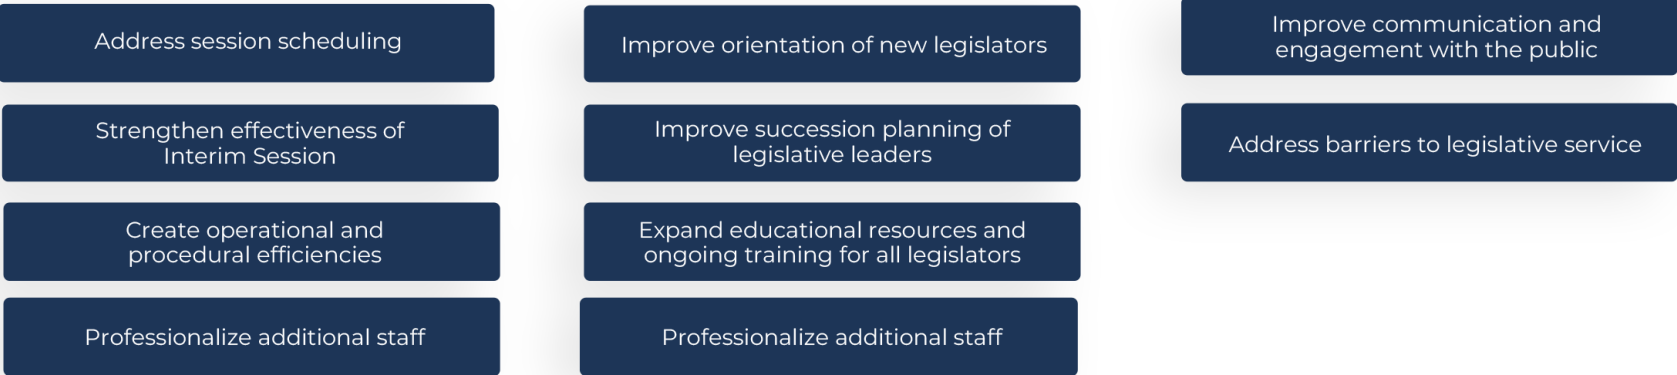 Address session scheduling
Strengthen effectiveness of
Interim Session
Create operational and
procedural efficiencies
Professionalize additional staff
Improve orientation of new legislators
Improve succession planning of
legislative leaders
Expand educational resources and
ongoing training for all legislators
Professionalize additional staff
Improve communication and
engagement with the public
Address barriers to legislative service